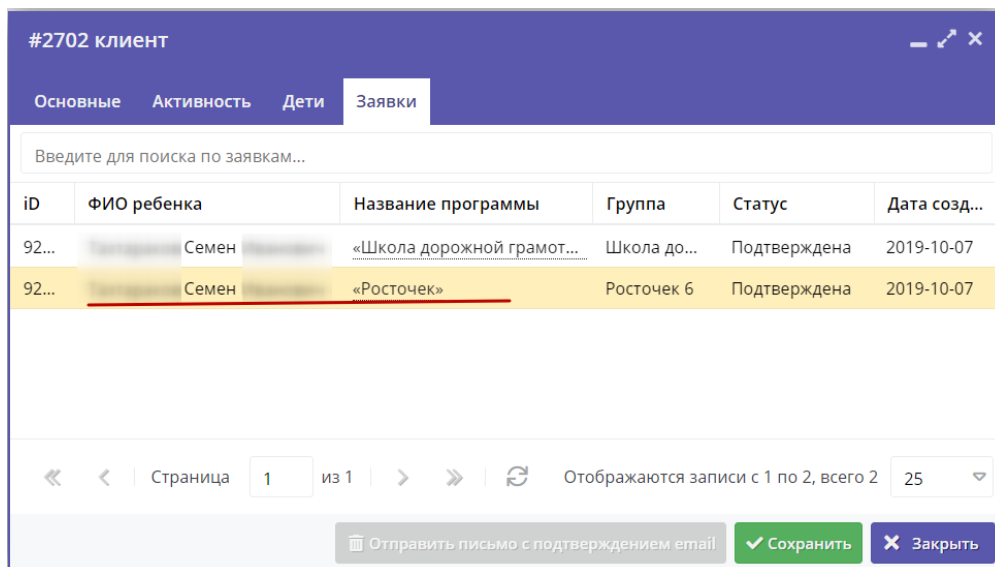 #2702 клиент
Основные Активность Дети Заявки
Введите для поиска по заявкам...
iD ФИО ребенка Название программы Группа Статус Дата созд...
92... Семен «Школа дорожной грамот... Школа до... Подтверждена 2019-10-07
92... Семен «Росточек» Росточек 6 Подтверждена 2019-10-07
Страница 1 из 1 Отображаются записи с 1 по 2, всего 2 25
Отправить письмо с подтверждением email Сохранить Закрыть